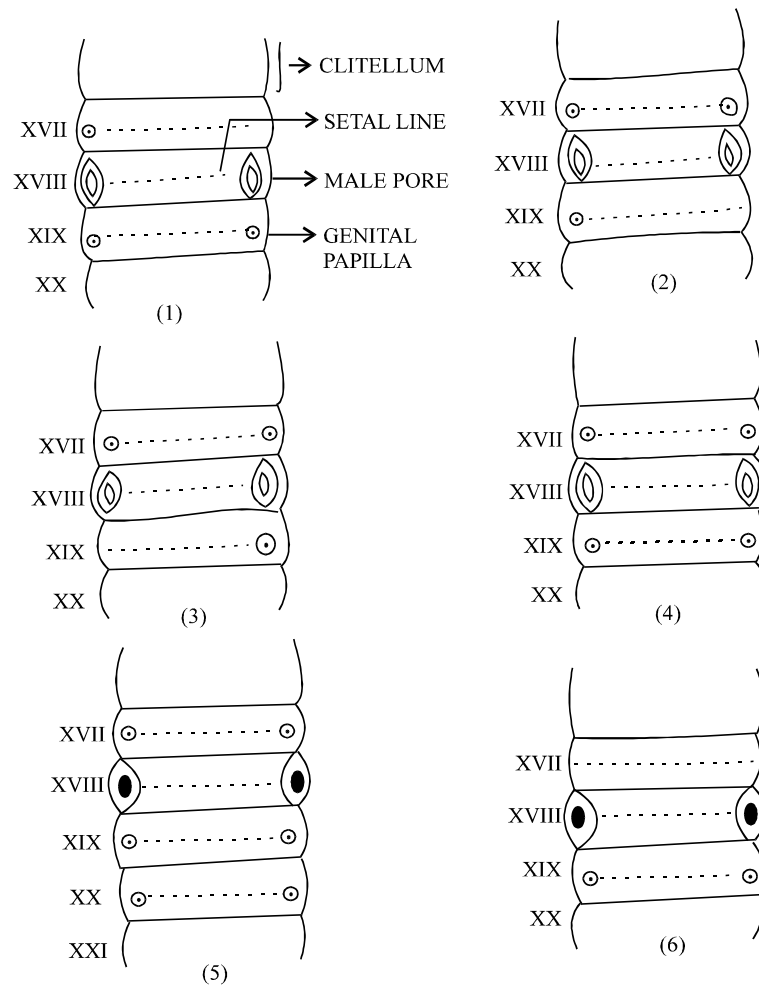 CLITELLUM
XVII
SETAL LINE
XVIII
MALE PORE
XIX
GENITAL
PAPILLA
XX
(1)
XVII
XVIII
XIX
XX
(2)
XVII
XVIII
XIX
XX
(3)
XVII
XVIII
XIX
XX
(4)
XVII
XVIII
XIX
XX
XXI
(5)
XVII
XVIII
XIX
XX
(6)